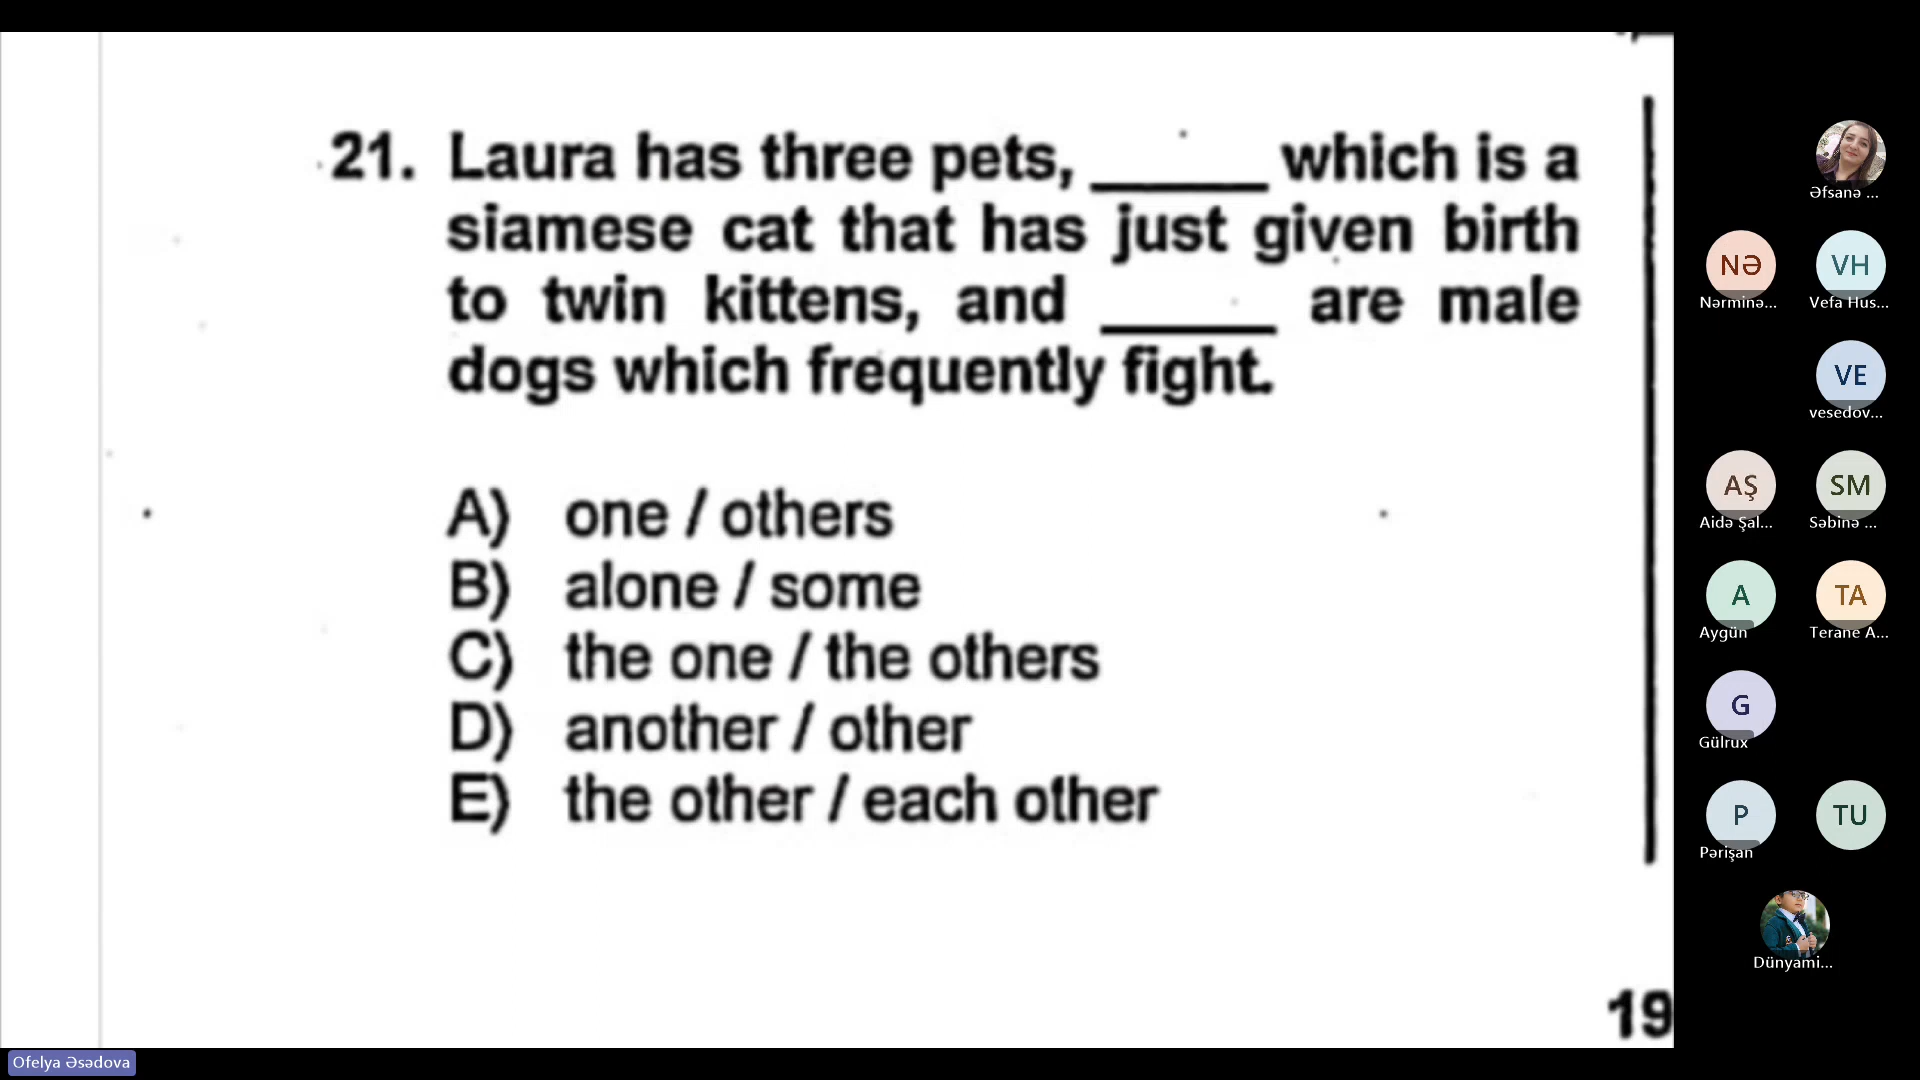 21. Laura has three pets, ______ which is a
siamese cat that has just given birth
to twin kittens, and ______ are male
dogs which frequently fight.
A) one / others
B) alone / some
C) the one / the others
D) another / other
E) the other / each other
19
Əfsanə ...
NƏ
Nərminə...
VH
Vefa Hus...
VE
vesedov...
AŞ
Aidə Şal...
SM
Səbinə ...
A
Aygün
TA
Terane A...
G
Gülrux
P
Pərişan
TU
Dünyami...
Ofelya Əsədova